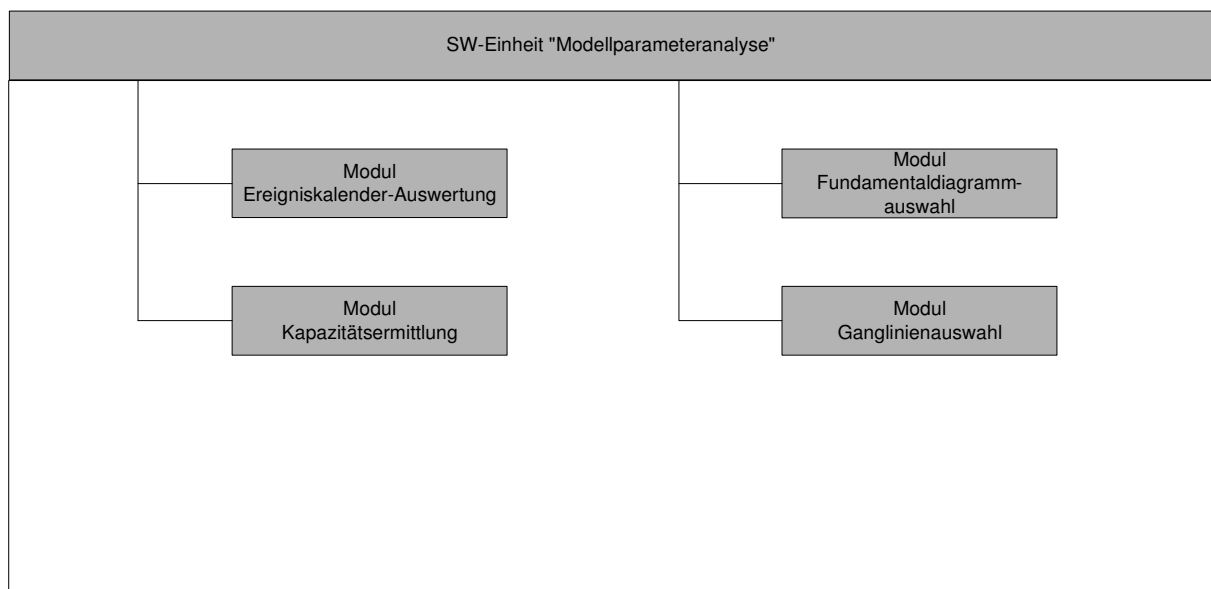 SW-Einheit "Modellparameteranalyse"
Modul
Ereigniskalender-Auswertung
Modul
Fundamentaldiagramm-
auswahl
Modul
Kapazitätsermittlung
Modul
Ganglinienauswahl